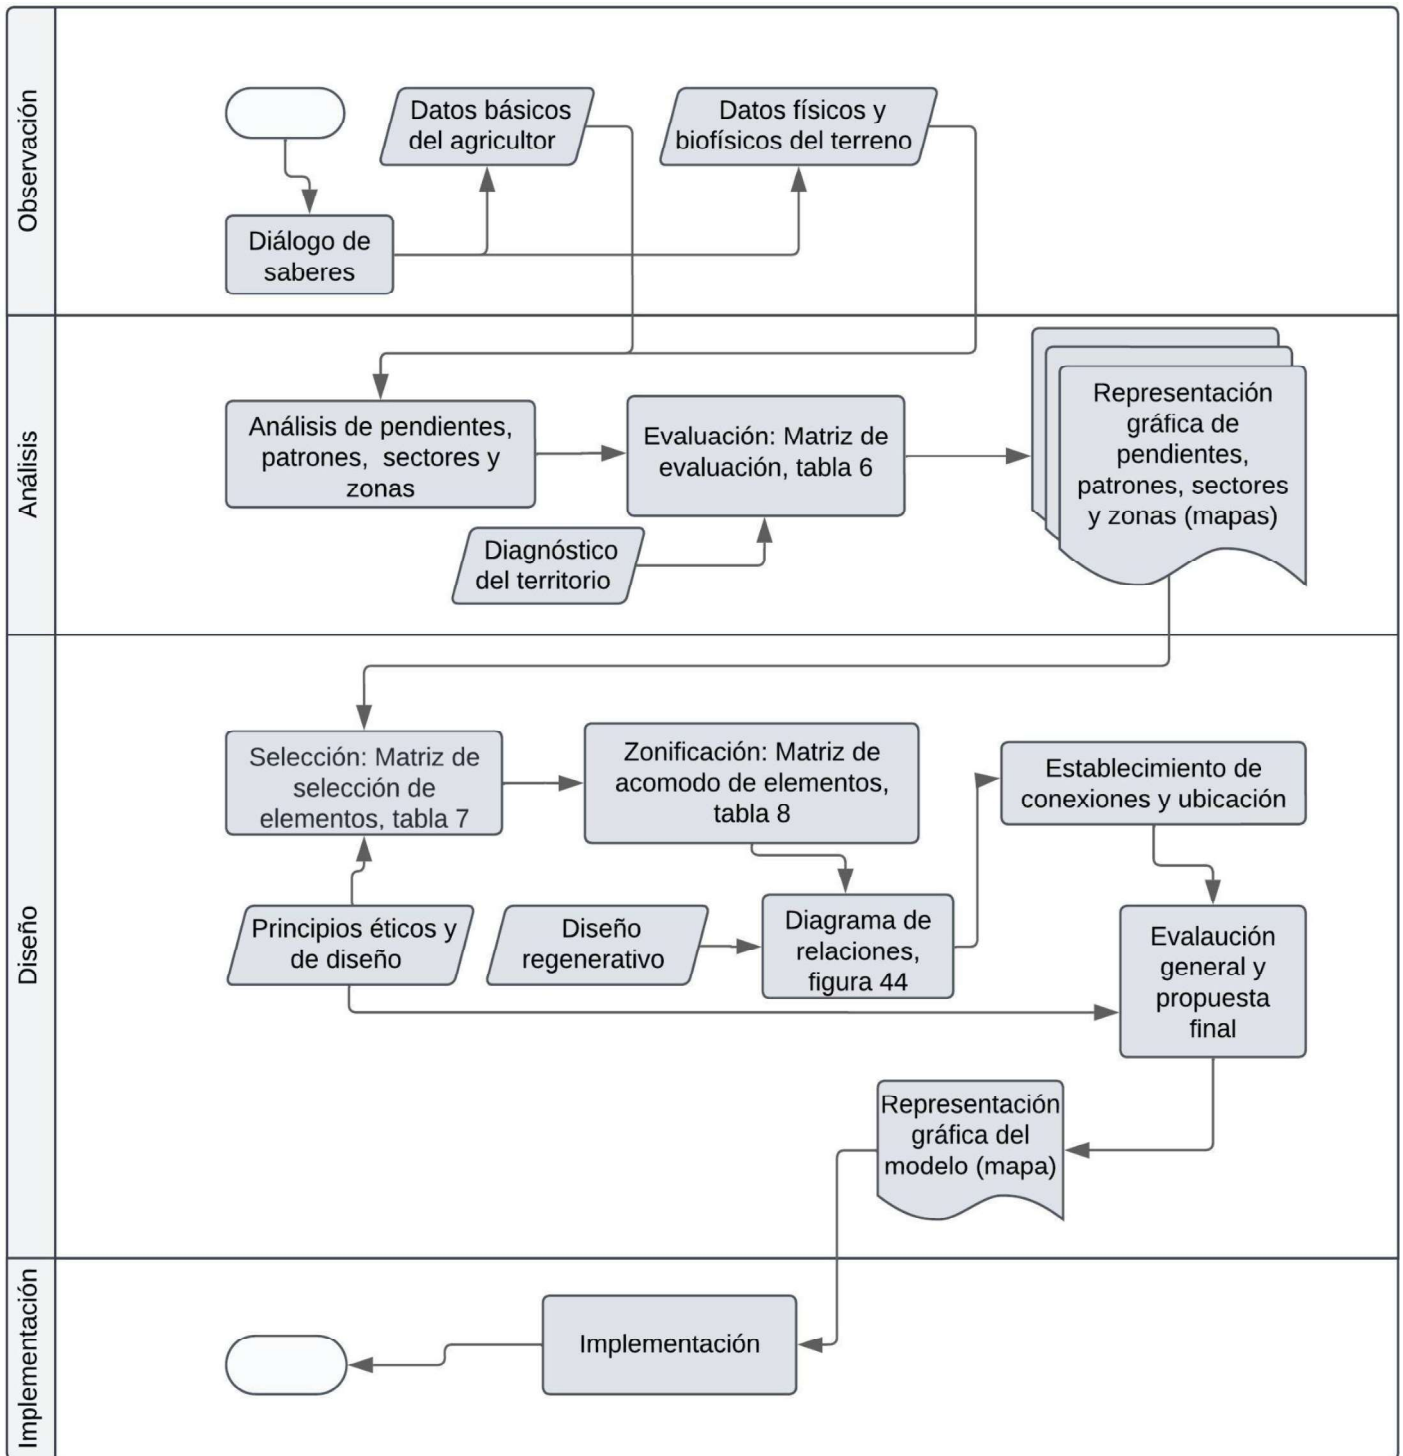 Observación
Datos básicos
del agricultor
Datos físicos y
biofísicos del terreno
Diálogo de
saberes
Análisis
Análisis de pendientes,
patrones, sectores y
zonas
Evaluación: Matriz de
evaluación, tabla 6
Representación
gráfica de
pendientes,
patrones, sectores
y zonas (mapas)
Diagnóstico
del territorio
Diseño
Selección: Matriz de
selección de
elementos, tabla 7
Zonificación: Matriz de
acomodo de elementos,
tabla 8
Establecimiento de
conexiones y ubicación
Principios éticos y
de diseño
Diseño
regenerativo
Diagrama de
relaciones,
figura 44
Evalaución
general y
propuesta
final
Representación
gráfica del
modelo (mapa)
Implementación
Implementación